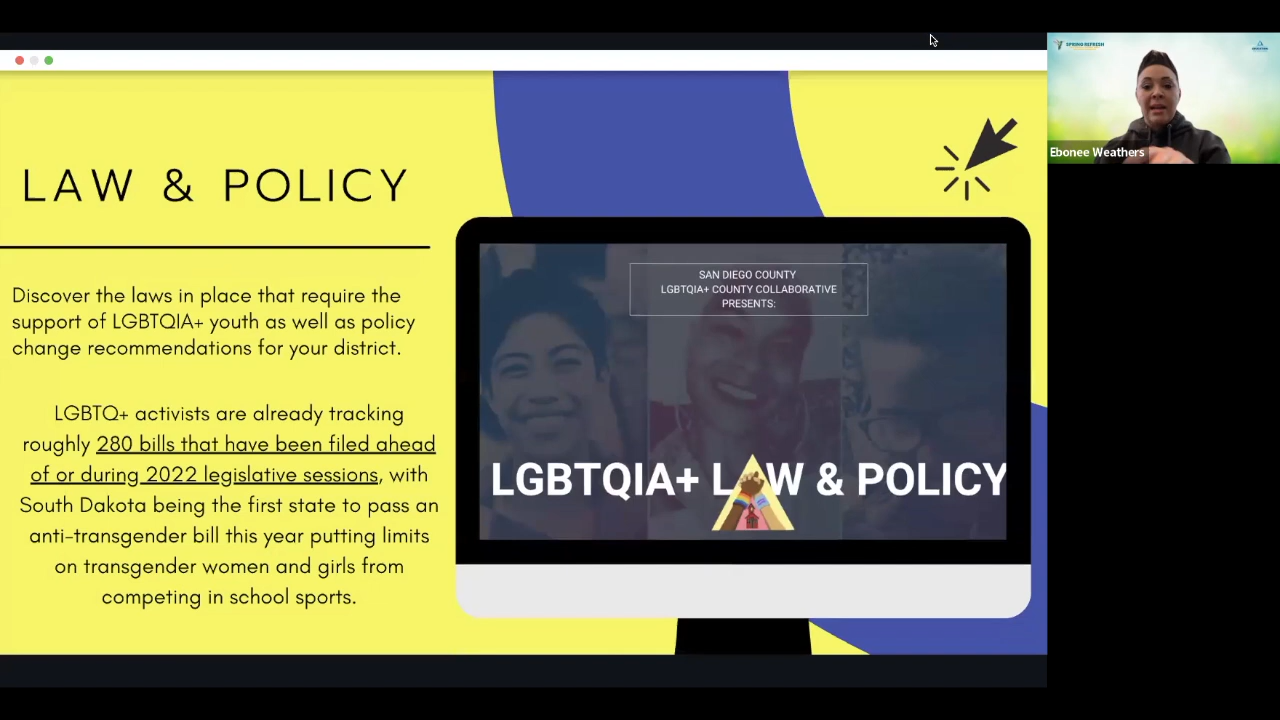 SPRING REFRESH
Ebonee Weathers
LAW & POLICY
Discover the laws in place that require the
support of LGBTQIA+ youth as well as policy
change recommendations for your district.
LGBTQ+ activists are already tracking
roughly 280 bills that have been filed ahead
of or during 2022 legislative sessions, with
South Dakota being the first state to pass an
anti-transgender bill this year putting limits
on transgender women and girls from
competing in school sports.
SAN DIEGO COUNTY
LGBTQIA+ COUNTY COLLABORATIVE
PRESENTS:
LGBTQIA+ LAW & POLICY